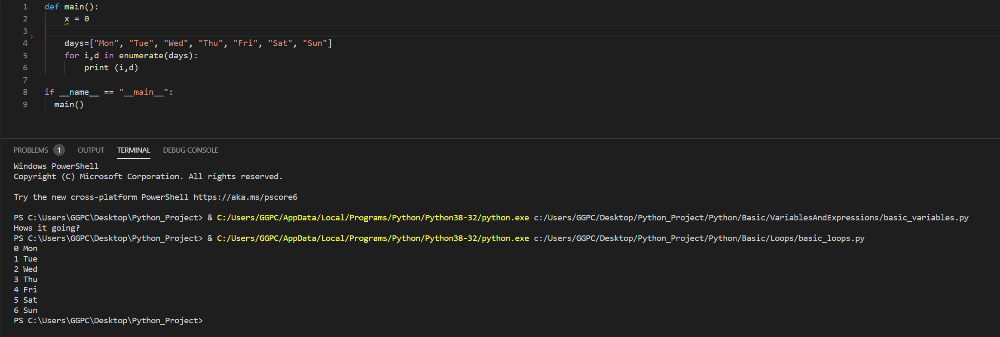 1 def main():
2     x = 0
3
4     days=["Mon", "Tue", "Wed", "Thu", "Fri", "Sat", "Sun"]
5     for i,d in enumerate(days):
6         print (i,d)
7
8 if __name__ == "__main__":
9   main()
PROBLEMS 1 OUTPUT TERMINAL DEBUG CONSOLE
Windows PowerShell
Copyright (C) Microsoft Corporation. All rights reserved.
Try the new cross-platform PowerShell https://aka.ms/pscore6
PS C:\Users\GGPC\Desktop\Python_Project> & C:/Users/GGPC/AppData/Local/Programs/Python/Python38-32/python.exe c:/Users/GGPC/Desktop/Python_Project/Python/Basic/VariablesAndExpressions/basic_variables.py
Hows it going?
PS C:\Users\GGPC\Desktop\Python_Project> & C:/Users/GGPC/AppData/Local/Programs/Python/Python38-32/python.exe c:/Users/GGPC/Desktop/Python_Project/Python/Basic/Loops/basic_loops.py
0 Mon
1 Tue
2 Wed
3 Thu
4 Fri
5 Sat
6 Sun
PS C:\Users\GGPC\Desktop\Python_Project>